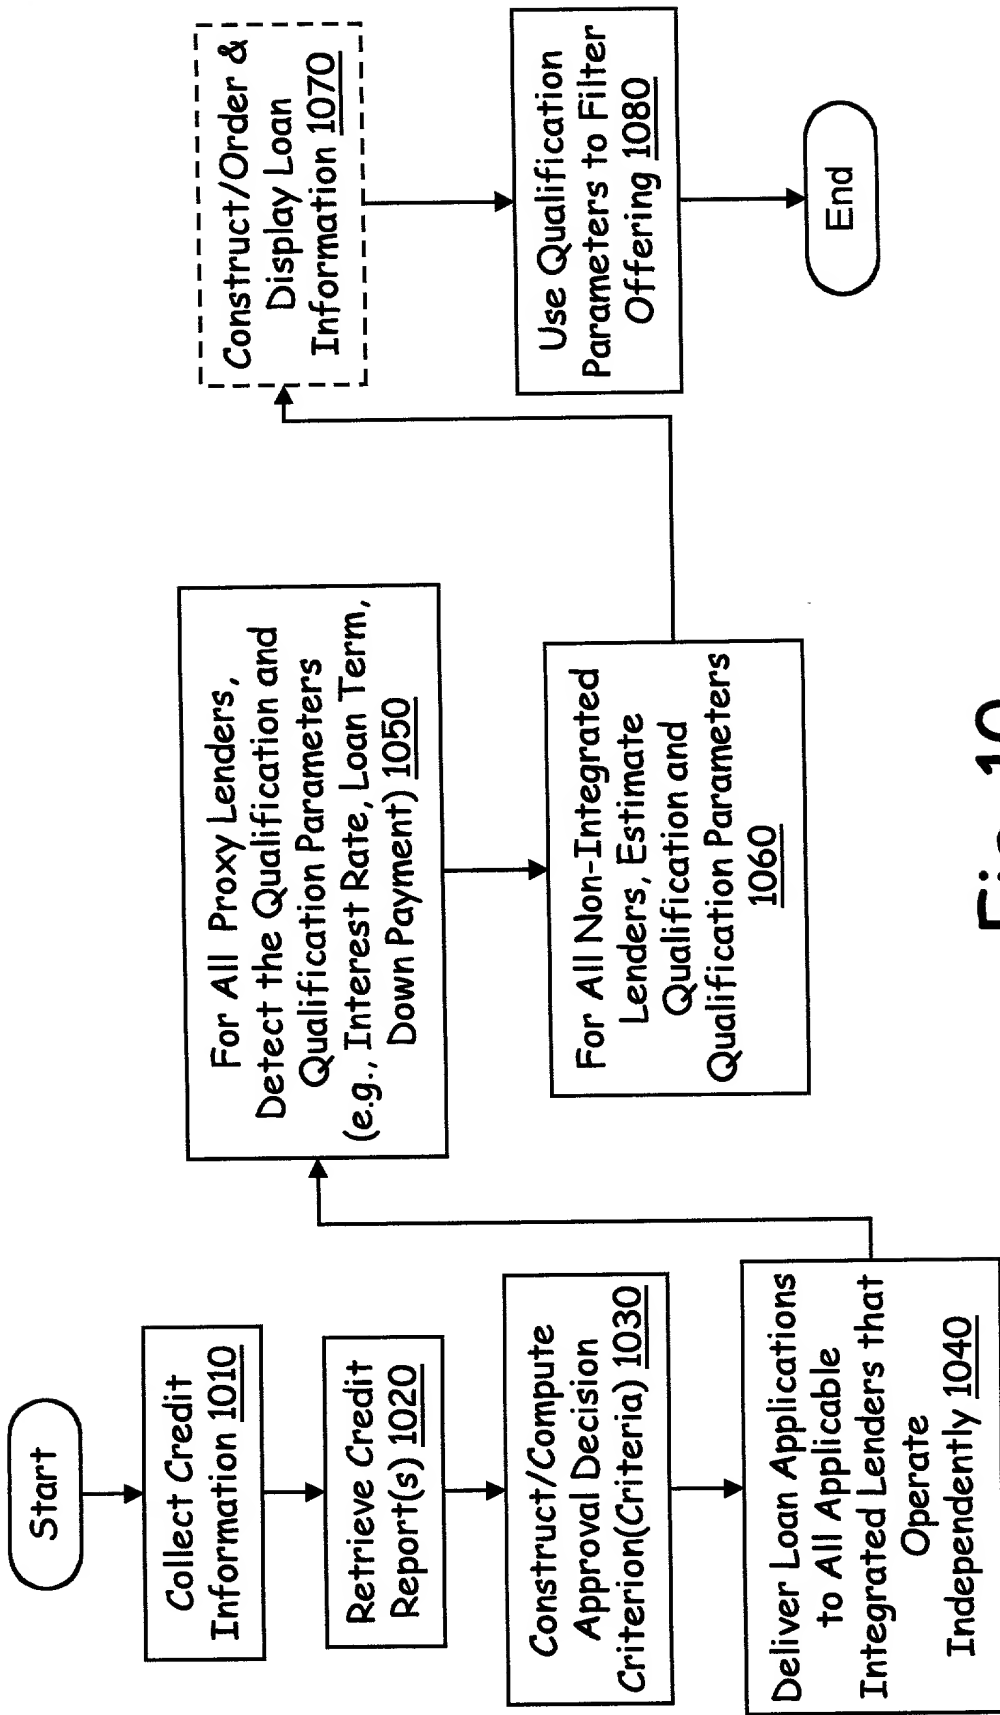 Start
Collect Credit
Information 1010
Retrieve Credit
Report(s) 1020
Construct/Compute
Approval Decision
Criterion(Criteria) 1030
Deliver Loan Applications
to All Applicable
Integrated Lenders that
Operate
Independently 1040
For All Proxy Lenders,
Detect the Qualification and
Qualification Parameters
(e.g., Interest Rate, Loan Term,
Down Payment) 1050
For All Non-Integrated
Lenders, Estimate
Qualification and
Qualification Parameters
1060
Construct/Order &
Display Loan
Information 1070
Use Qualification
Parameters to Filter
Offering 1080
End